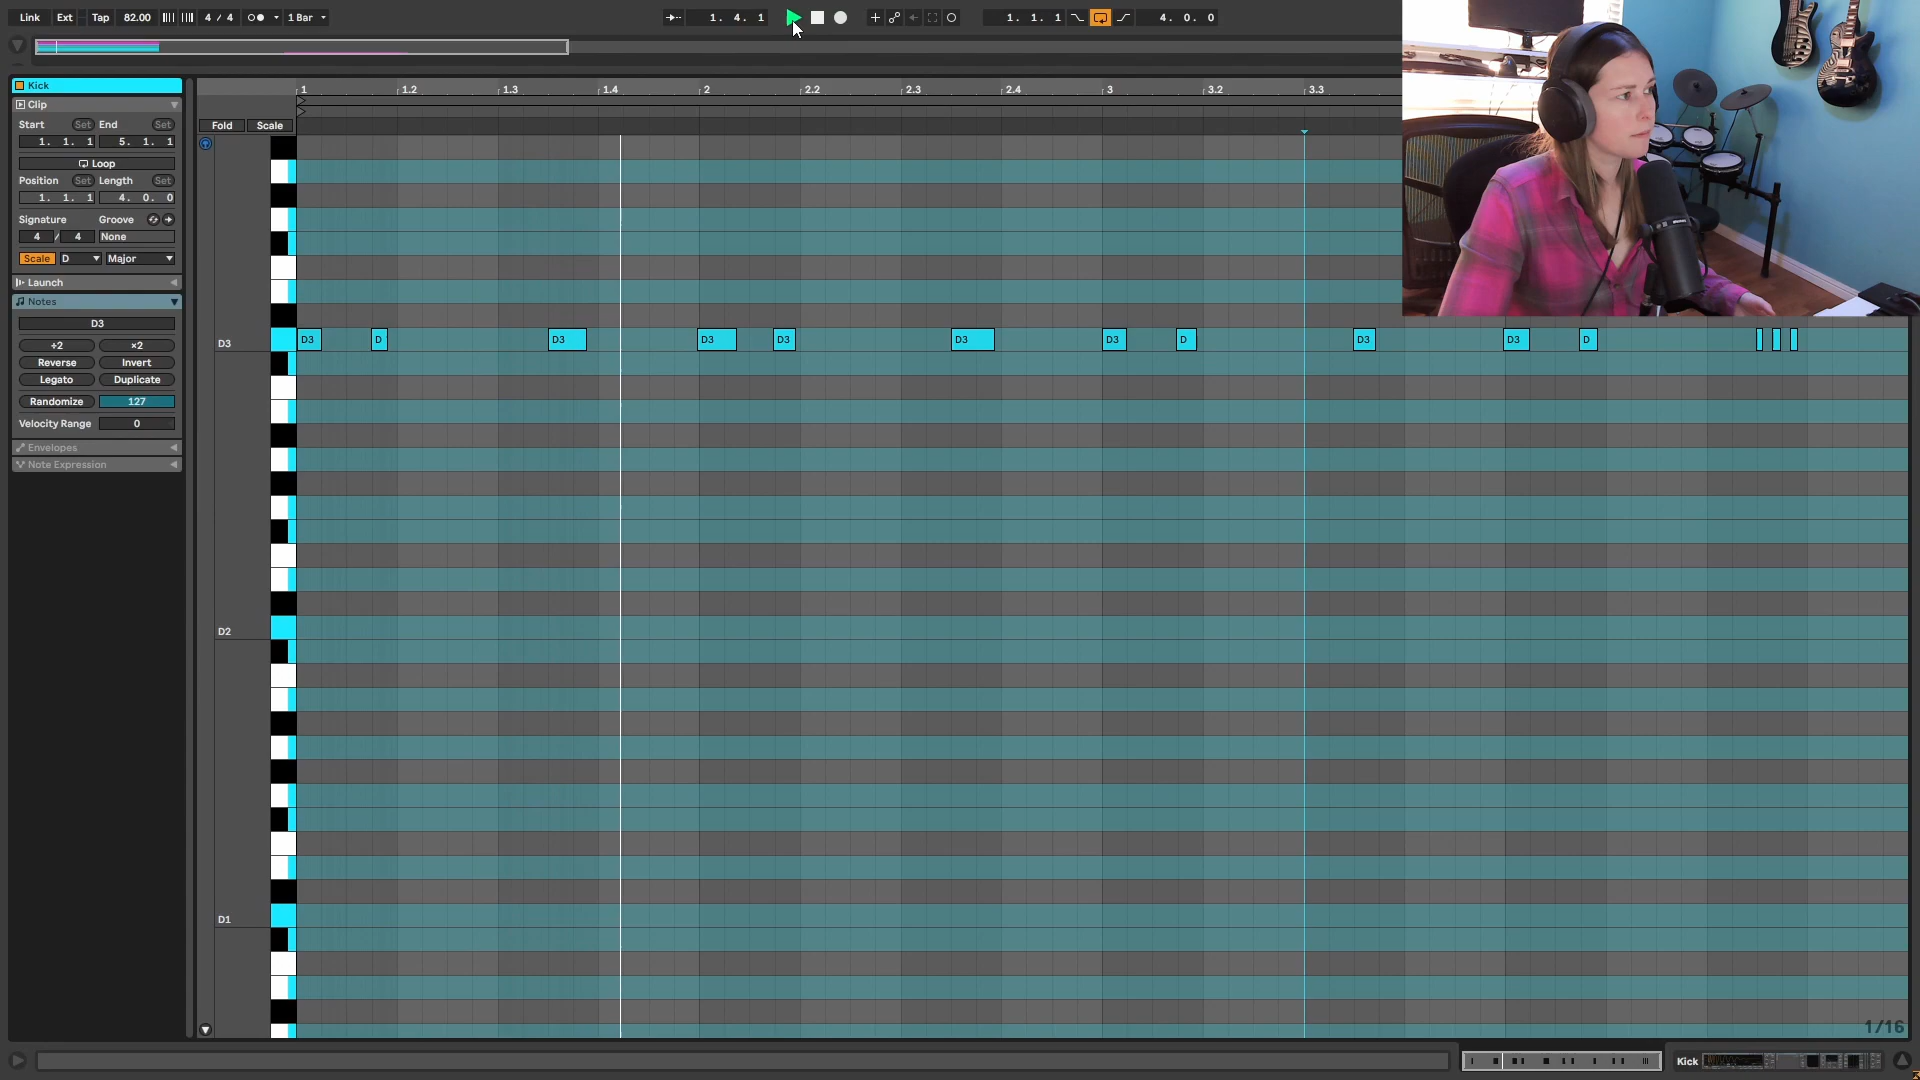 Link Ext Tap 82.00 4 / 4 1 Bar 1. 4. 1 1. 1. 1 4. 0. 0
Kick
Clip
Start Set End Set
1. 1. 1 5. 1. 1
Loop
Position Set Length Set
1. 1. 1 4. 0. 0
Signature Groove
4 / 4 None
Scale D Major
Launch
Notes
D3
÷2 ×2
Reverse Invert
Legato Duplicate
Randomize 127
Velocity Range 0
Envelopes
Note Expression
1 1.2 1.3 1.4 2 2.2 2.3 2.4 3 3.2 3.3
Fold Scale
D3 D3 D D3 D3 D3 D3 D3 D D3 D3 D
D2
D1
1/16
Kick